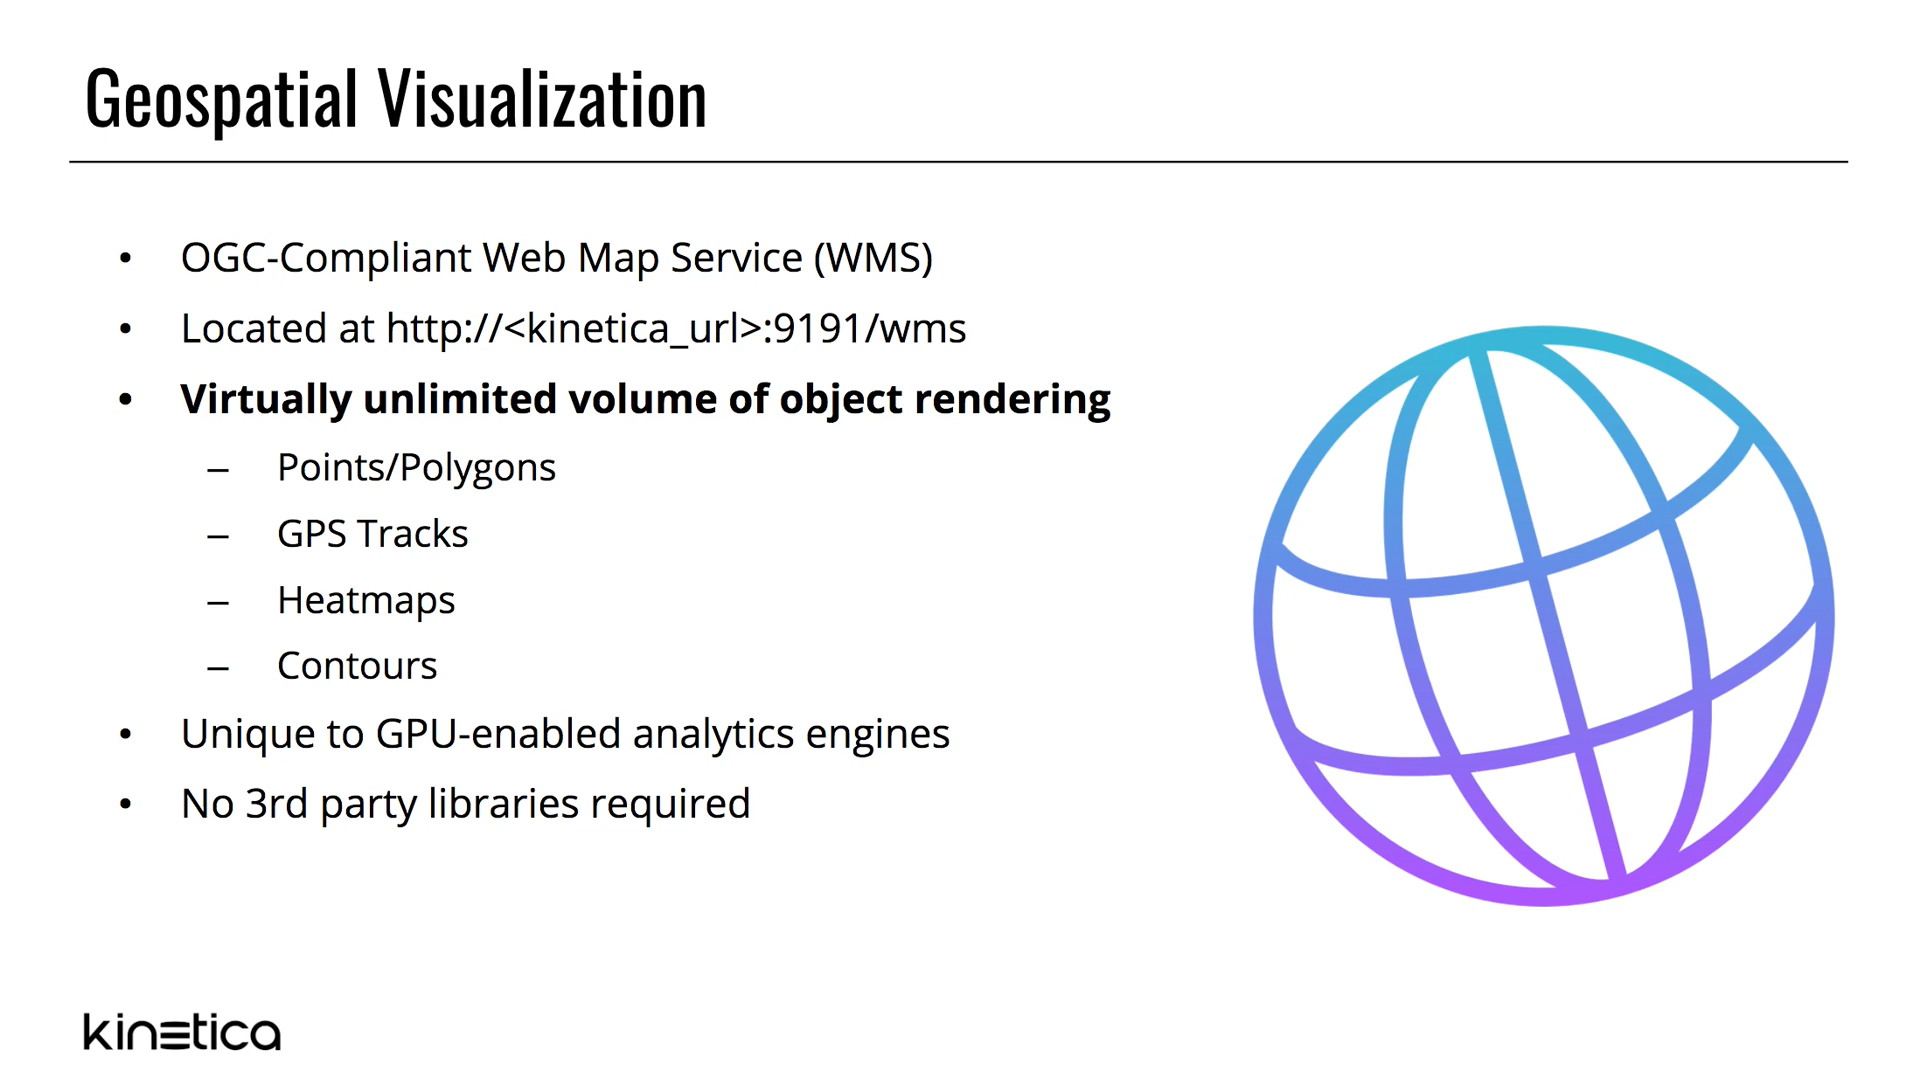 Geospatial Visualization
• OGC-Compliant Web Map Service (WMS)
• Located at http://<kinetica_url>:9191/wms
• Virtually unlimited volume of object rendering
– Points/Polygons
– GPS Tracks
– Heatmaps
– Contours
• Unique to GPU-enabled analytics engines
• No 3rd party libraries required
kinetica